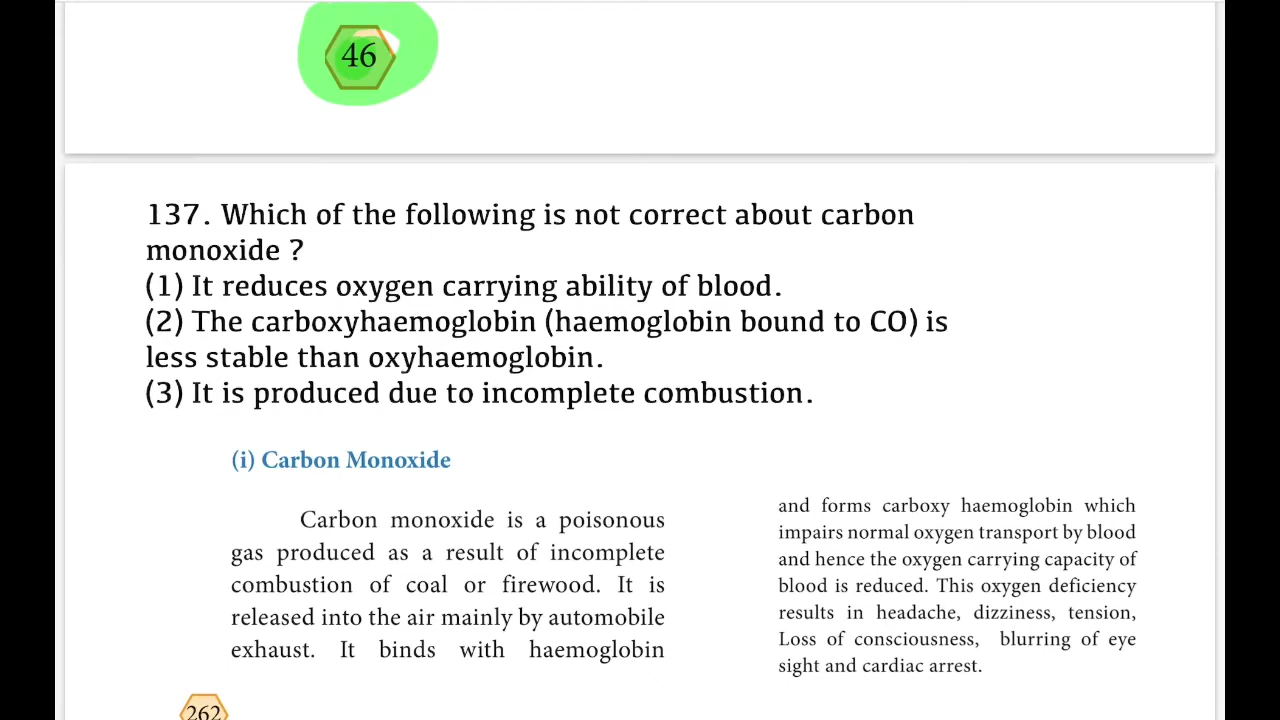 46
137. Which of the following is not correct about carbon
monoxide ?
(1) It reduces oxygen carrying ability of blood.
(2) The carboxyhaemoglobin (haemoglobin bound to CO) is
less stable than oxyhaemoglobin.
(3) It is produced due to incomplete combustion.
(i) Carbon Monoxide
Carbon monoxide is a poisonous
gas produced as a result of incomplete
combustion of coal or firewood. It is
released into the air mainly by automobile
exhaust. It binds with haemoglobin
and forms carboxy haemoglobin which
impairs normal oxygen transport by blood
and hence the oxygen carrying capacity of
blood is reduced. This oxygen deficiency
results in headache, dizziness, tension,
Loss of consciousness, blurring of eye
sight and cardiac arrest.
262